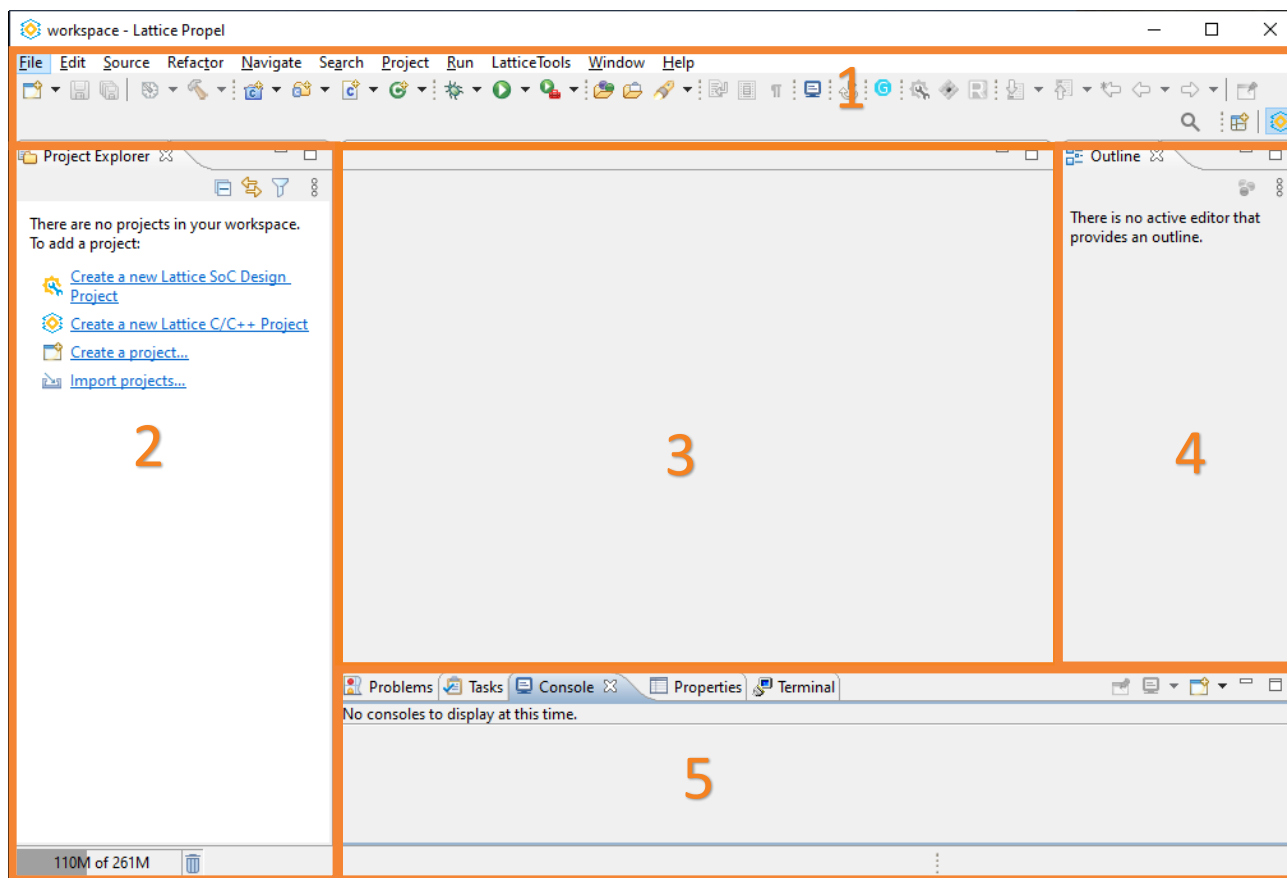 workspace - Lattice Propel
File Edit Source Refactor Navigate Search Project Run LatticeTools Window Help
1
Project Explorer
There are no projects in your workspace.
To add a project:
Create a new Lattice SoC Design
Project
Create a new Lattice C/C++ Project
Create a project...
Import projects...
2
3
Outline
There is no active editor that
provides an outline.
4
Problems Tasks Console Properties Terminal
No consoles to display at this time.
5
110M of 261M